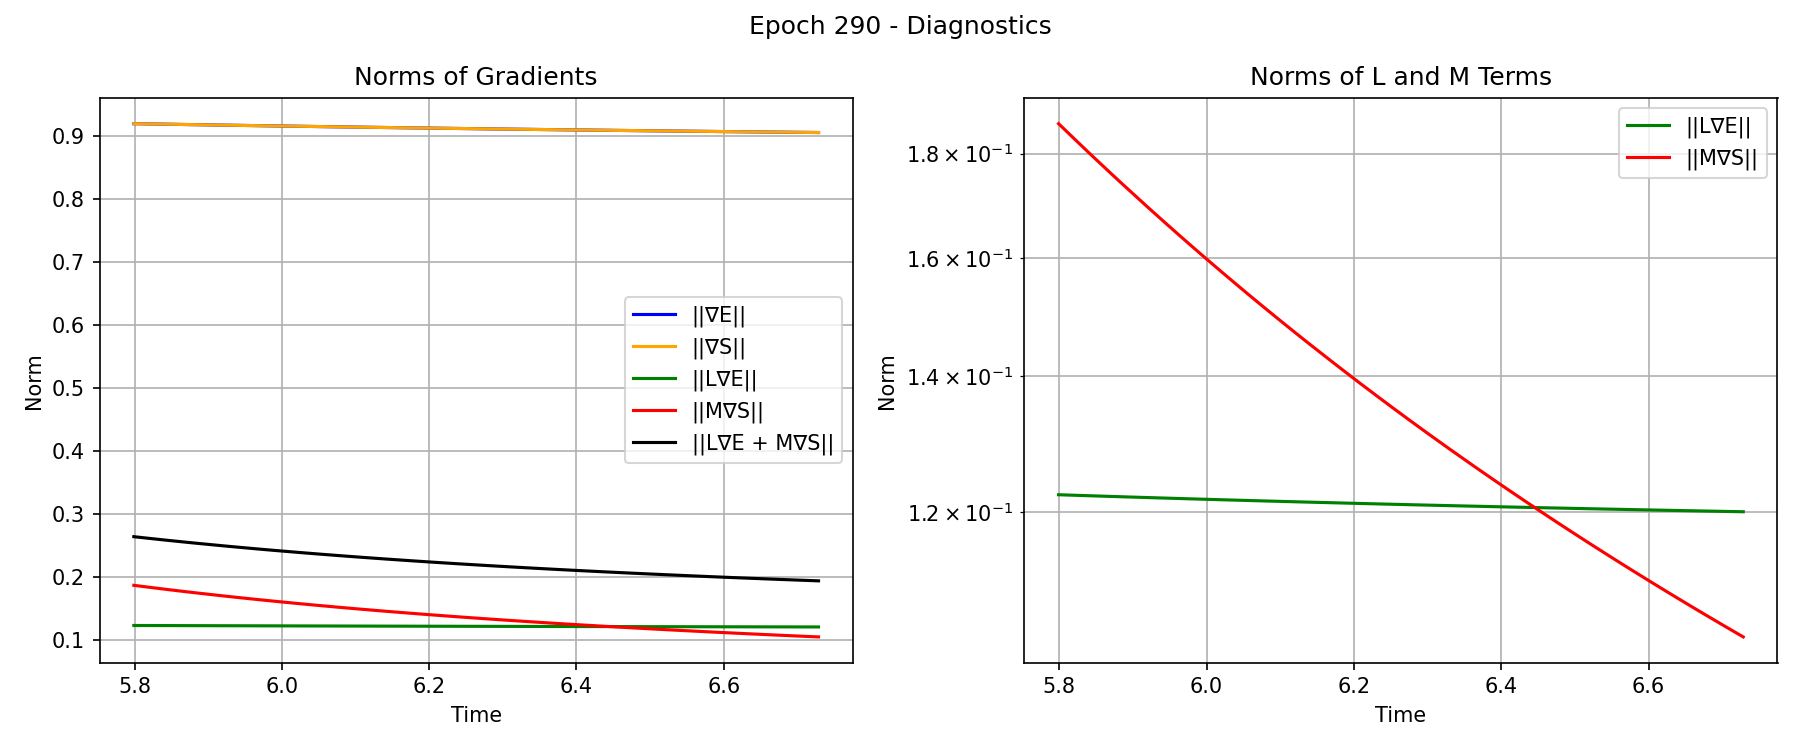 Epoch 290 - Diagnostics
Norms of Gradients
0.9
0.8
0.7
0.6
0.5
0.4
0.3
0.2
0.1
Norm
||∇E||
||∇S||
||L∇E||
||M∇S||
||L∇E + M∇S||
5.8 6.0 6.2 6.4 6.6
Time
Norms of L and M Terms
1.8 × 10⁻¹
1.6 × 10⁻¹
1.4 × 10⁻¹
1.2 × 10⁻¹
Norm
||L∇E||
||M∇S||
5.8 6.0 6.2 6.4 6.6
Time